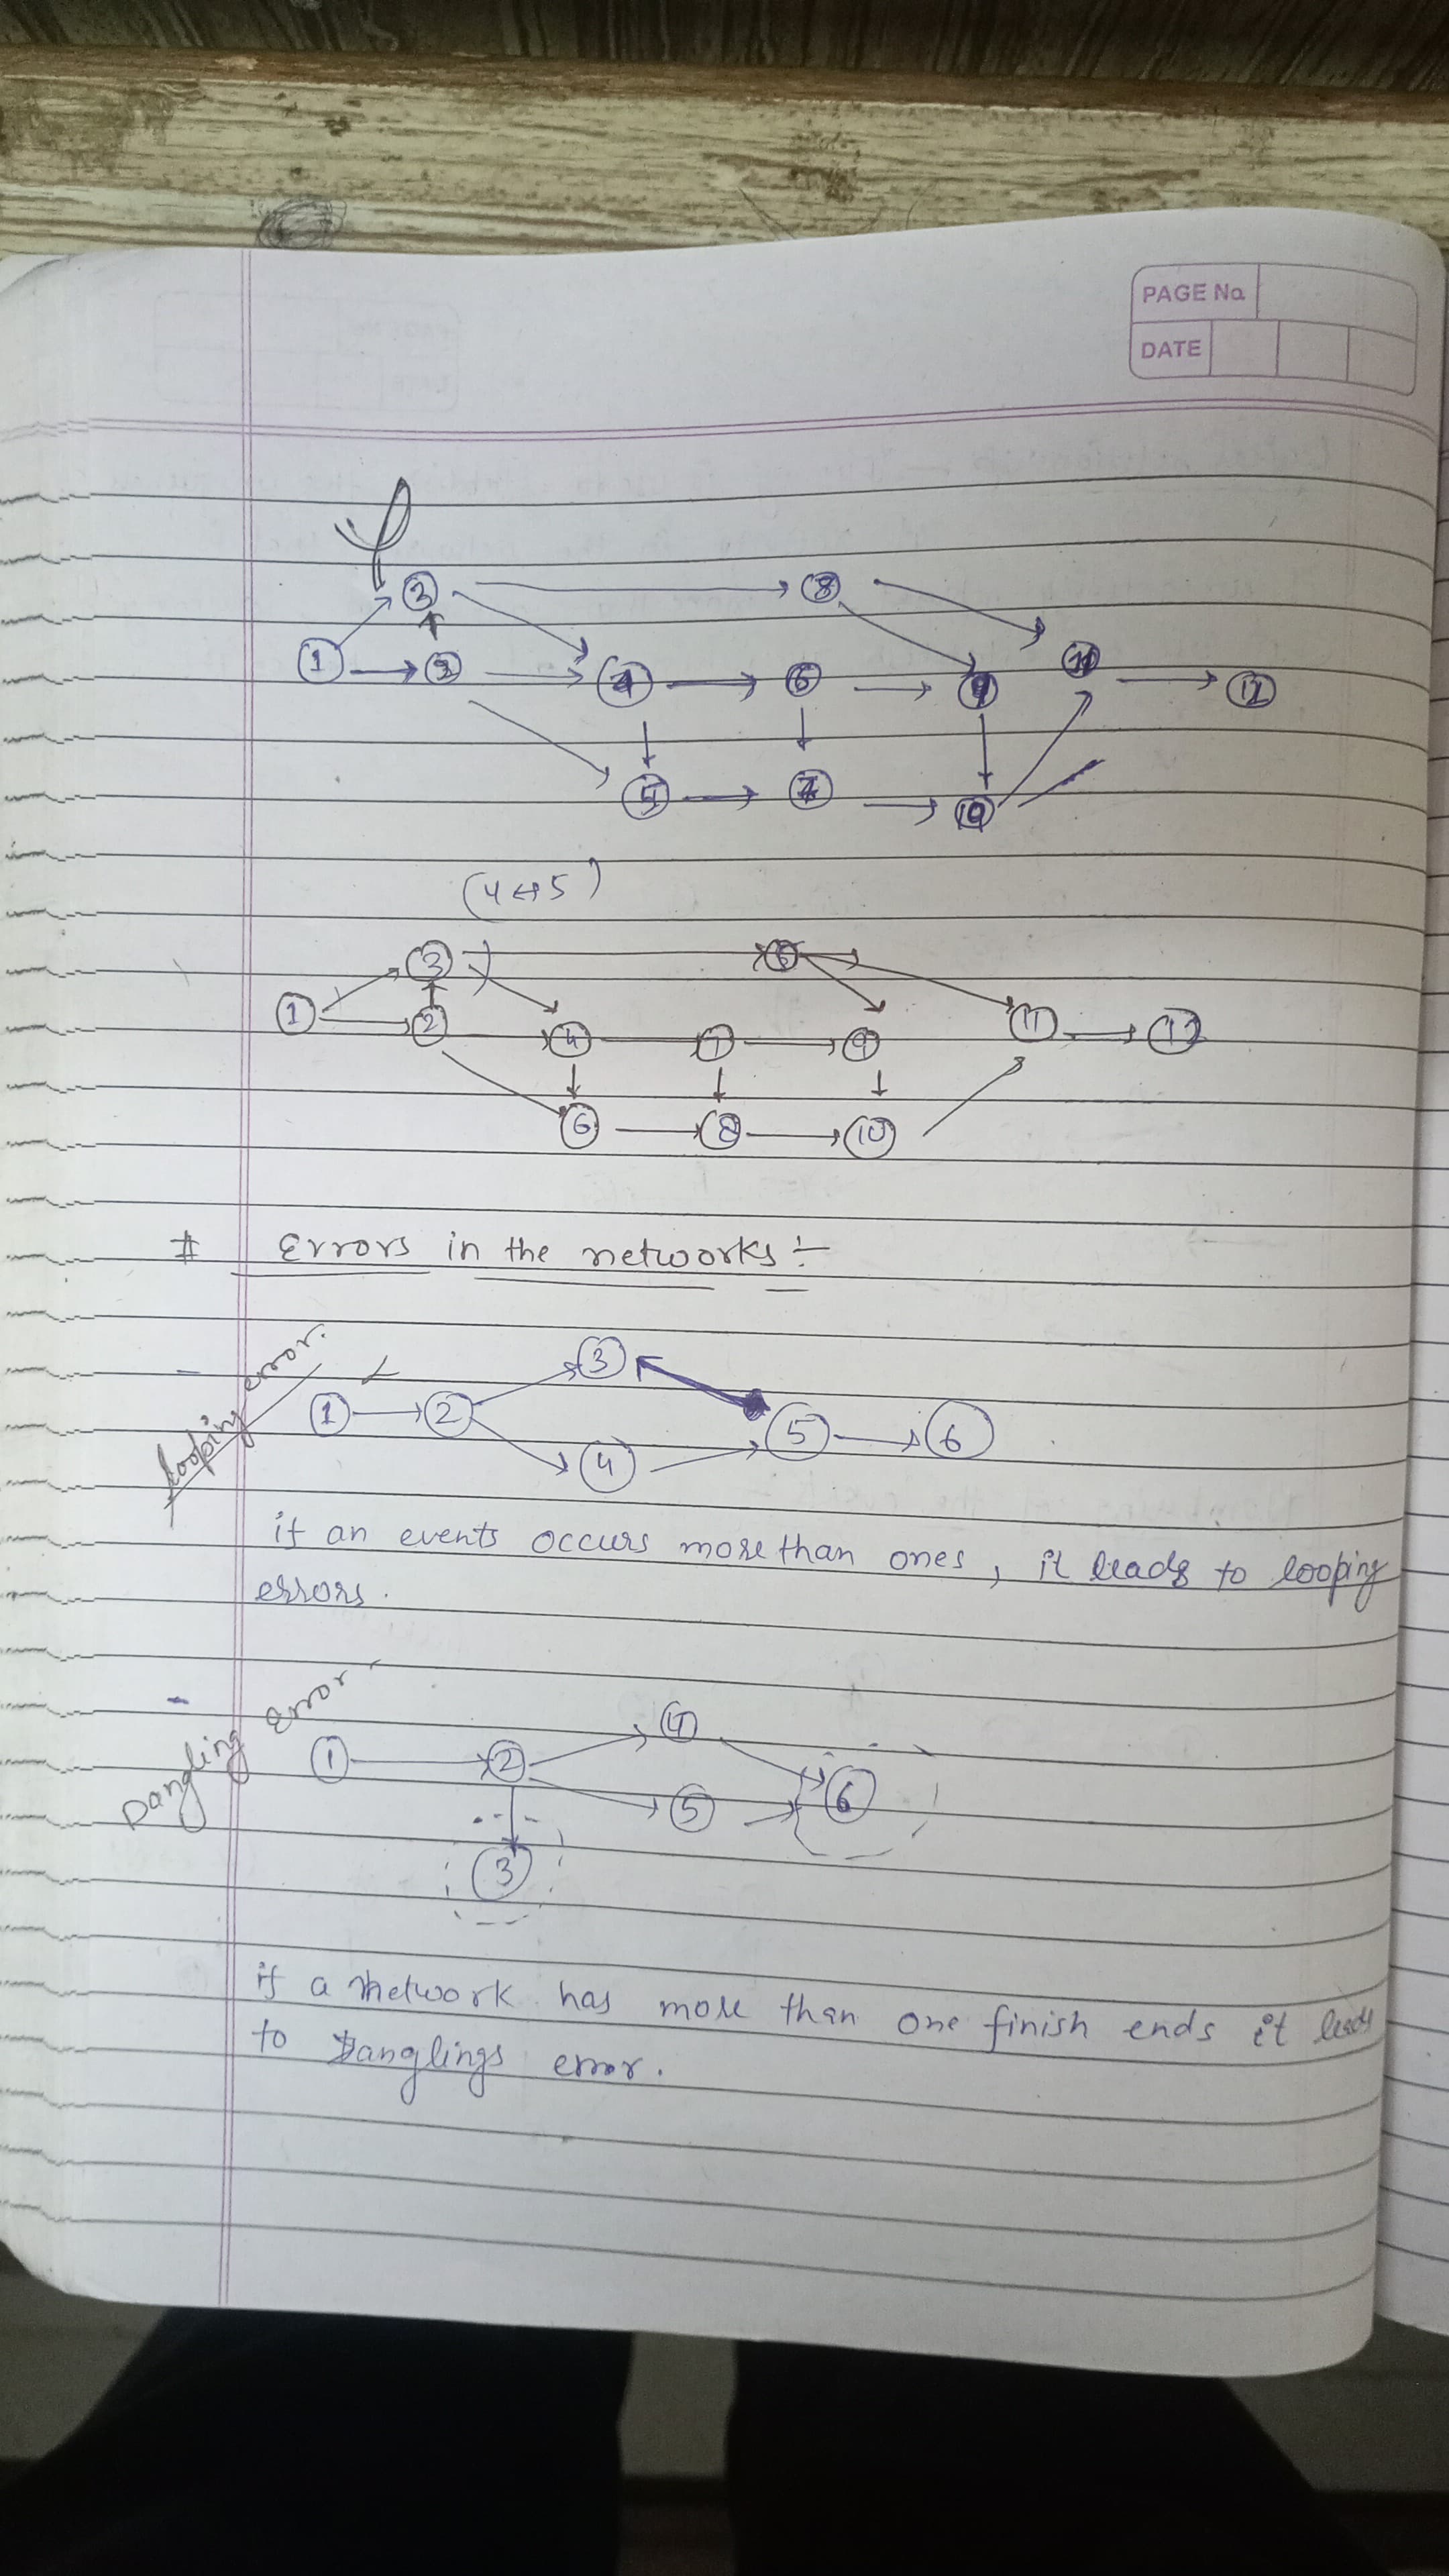 PAGE No.
DATE
3 8
1 2 4 6 9 11 12
5 7 10
(4↔5)
3 5
1 2 4 7 9 11 12
6 8 10
# Errors in the networks :-
looping error.
3
1 2 5 6
4
if an events occurs more than ones, it leads to looping
errors.
Dangling Error
4
1 2 6
5
3
if a network has more than one finish ends it leads
to Danglings error.